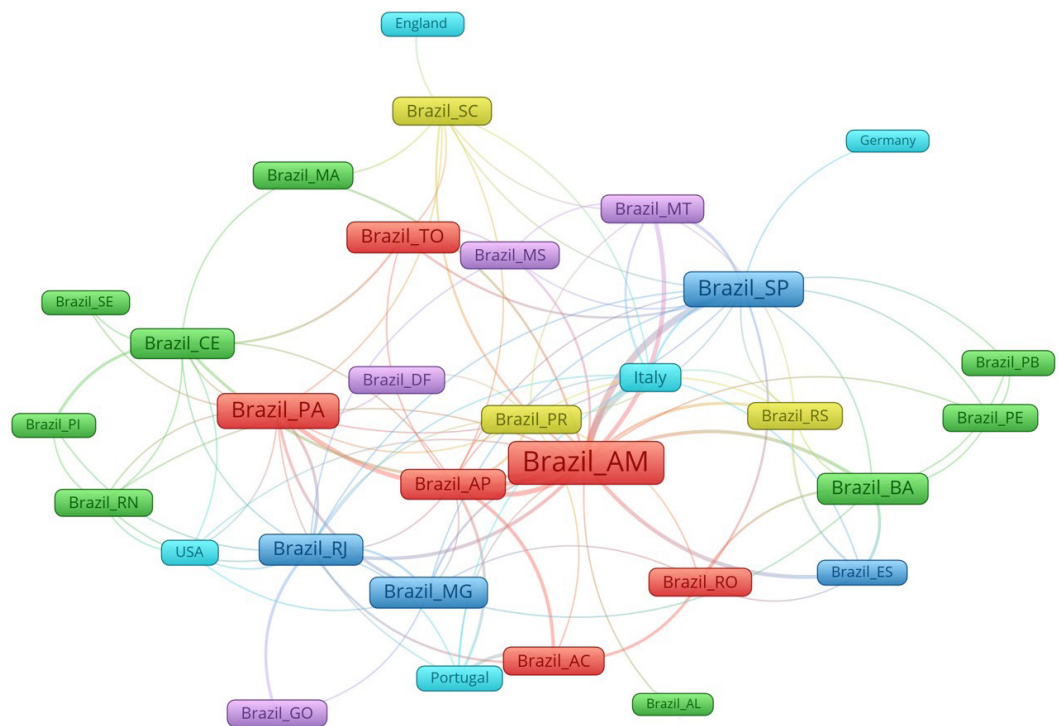 England
Brazil_SC
Germany
Brazil_MA
Brazil_MT
Brazil_TO
Brazil_MS
Brazil_SP
Brazil_SE
Brazil_CE
Brazil_PB
Italy
Brazil_DF
Brazil_PA
Brazil_PR
Brazil_RS
Brazil_PE
Brazil_PI
Brazil_AM
Brazil_AP
Brazil_BA
Brazil_RN
USA
Brazil_RJ
Brazil_ES
Brazil_RO
Brazil_MG
Brazil_AC
Portugal
Brazil_AL
Brazil_GO